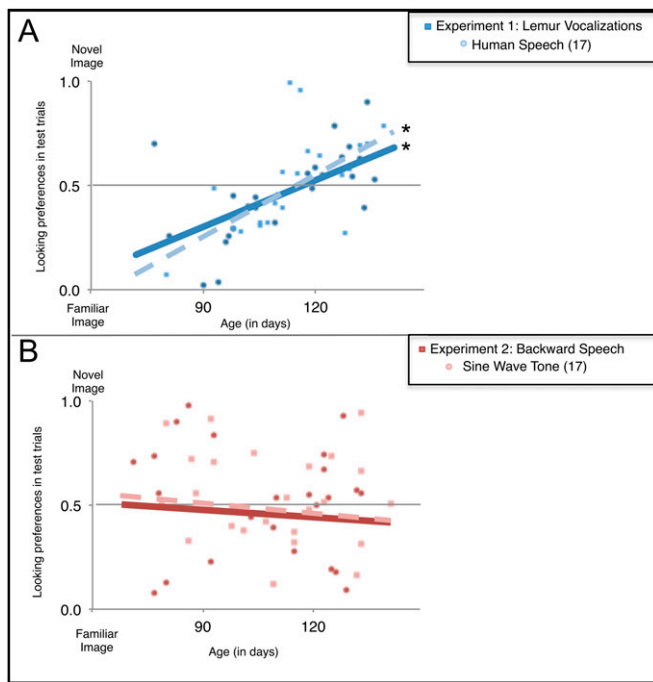 A
Experiment 1: Lemur Vocalizations
Human Speech (17)
Novel
Image
1.0
Looking preferences in test trials
0.5
0.0
*
*
Familiar
Image
90
120
Age (in days)
B
Experiment 2: Backward Speech
Sine Wave Tone (17)
Novel
Image
1.0
Looking preferences in test trials
0.5
0.0
Familiar
Image
90
120
Age (in days)